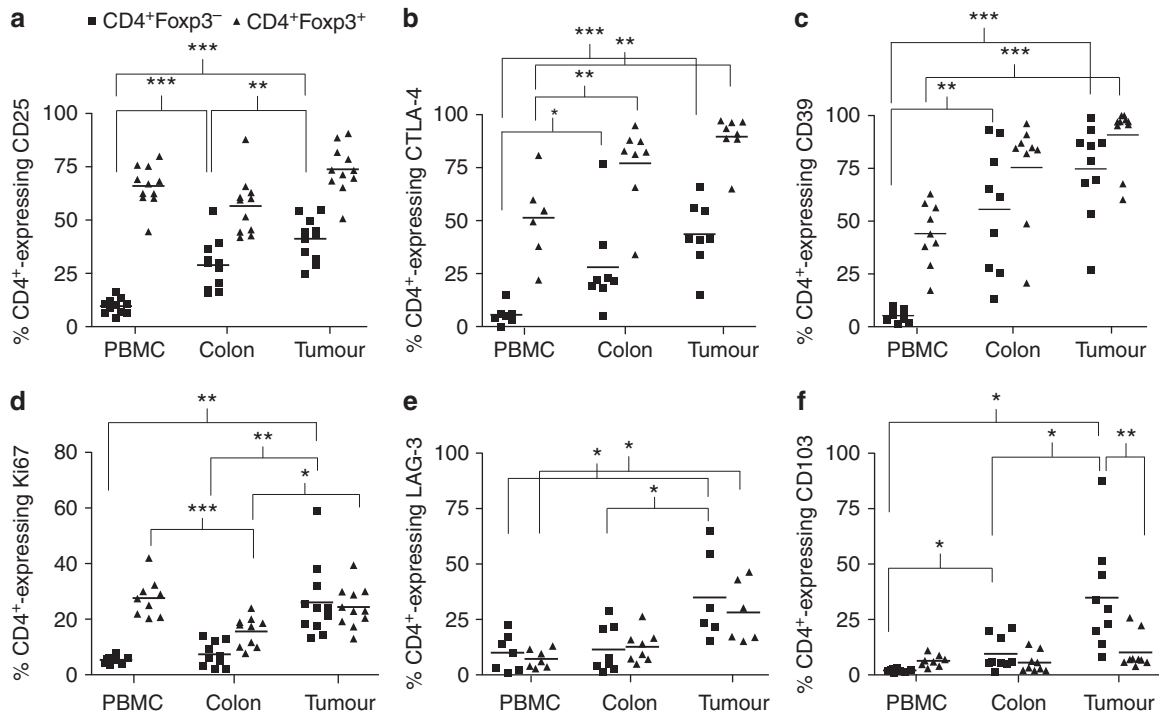 a ■ CD4⁺Foxp3⁻ ▲ CD4⁺Foxp3⁺
***
***
**
% CD4⁺-expressing CD25
100
75
50
25
0
PBMC Colon Tumour
b
***
**
**
*
% CD4⁺-expressing CTLA-4
100
75
50
25
0
PBMC Colon Tumour
c
***
***
**
% CD4⁺-expressing CD39
100
75
50
25
0
PBMC Colon Tumour
d
**
**
*
***
% CD4⁺-expressing Ki67
80
60
40
20
0
PBMC Colon Tumour
e
* *
*
% CD4⁺-expressing LAG-3
100
75
50
25
0
PBMC Colon Tumour
f
*
* **
*
% CD4⁺-expressing CD103
100
75
50
25
0
PBMC Colon Tumour